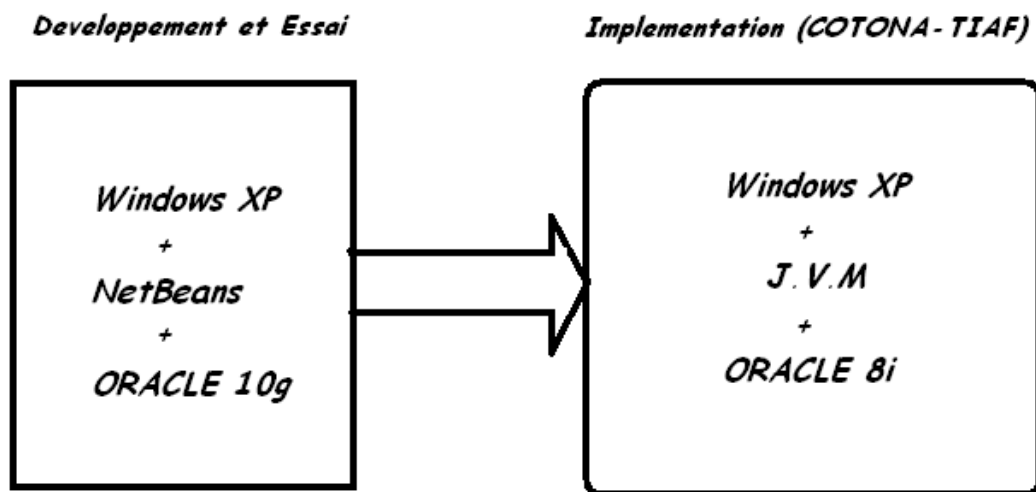 Developpement et Essai
Implementation (COTONA-TIAF)
Windows XP
+
NetBeans
+
ORACLE 10g
Windows XP
+
J.V.M
+
ORACLE 8i